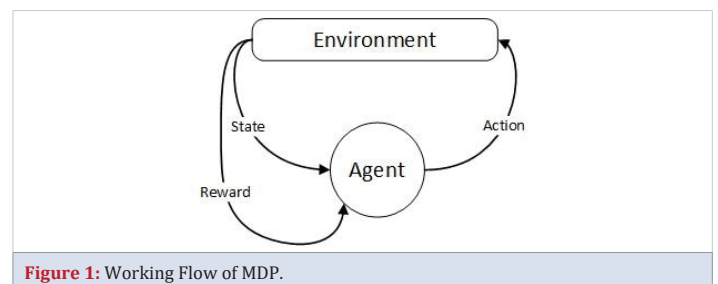 Environment
State
Action
Agent
Reward
Figure 1: Working Flow of MDP.